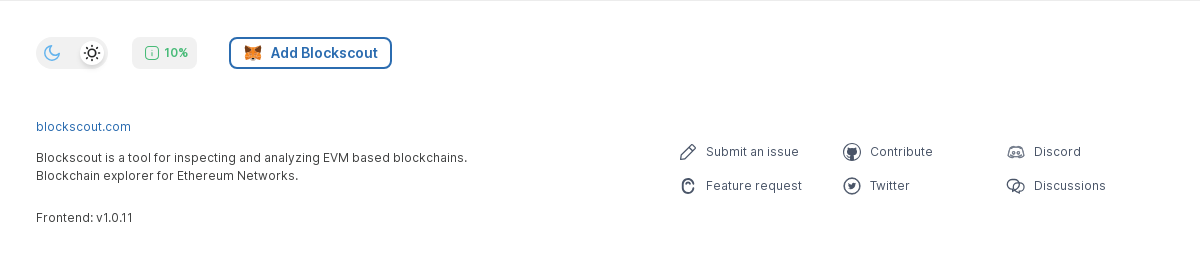 10%
Add Blockscout
blockscout.com
Blockscout is a tool for inspecting and analyzing EVM based blockchains.
Blockchain explorer for Ethereum Networks.
Frontend: v1.0.11
Submit an issue
Contribute
Discord
Feature request
Twitter
Discussions